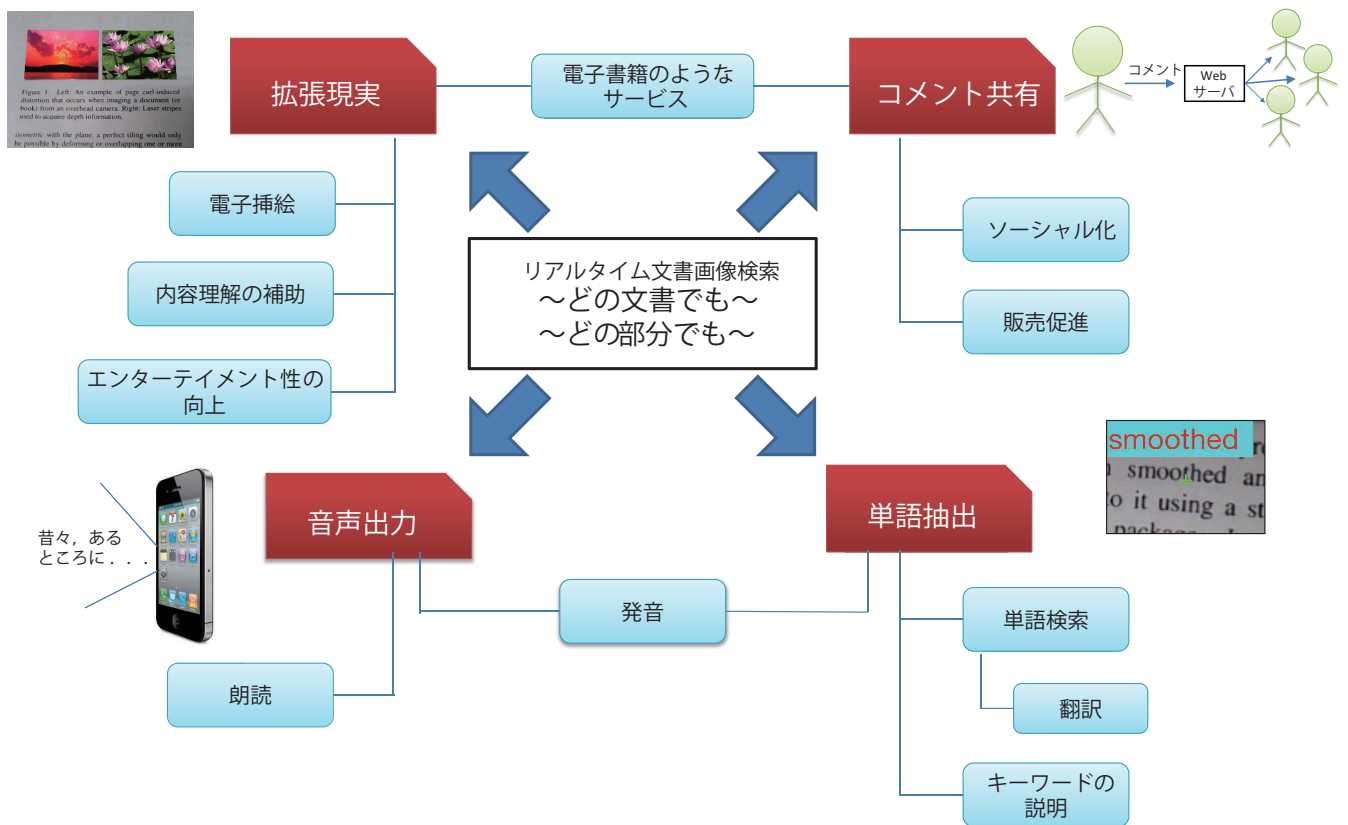 Figure 1. Left: An example of page curl-induced
distortion that occurs when imaging a document (or
book) from an overhead camera. Right: Laser stripes
used to acquire depth information.
isometric with the plane: a perfect tiling would only
be possible by deforming or overlapping one or more
拡張現実
電子書籍のような
サービス
コメント共有
コメント
Web
サーバ
電子挿絵
内容理解の補助
エンターテイメント性の
向上
ソーシャル化
販売促進
リアルタイム文書画像検索
～どの文書でも～
～どの部分でも～
昔々，ある
ところに．．．
音声出力
単語抽出
smoothed
smoothed an
o it using a st
package
発音
朗読
単語検索
翻訳
キーワードの
説明